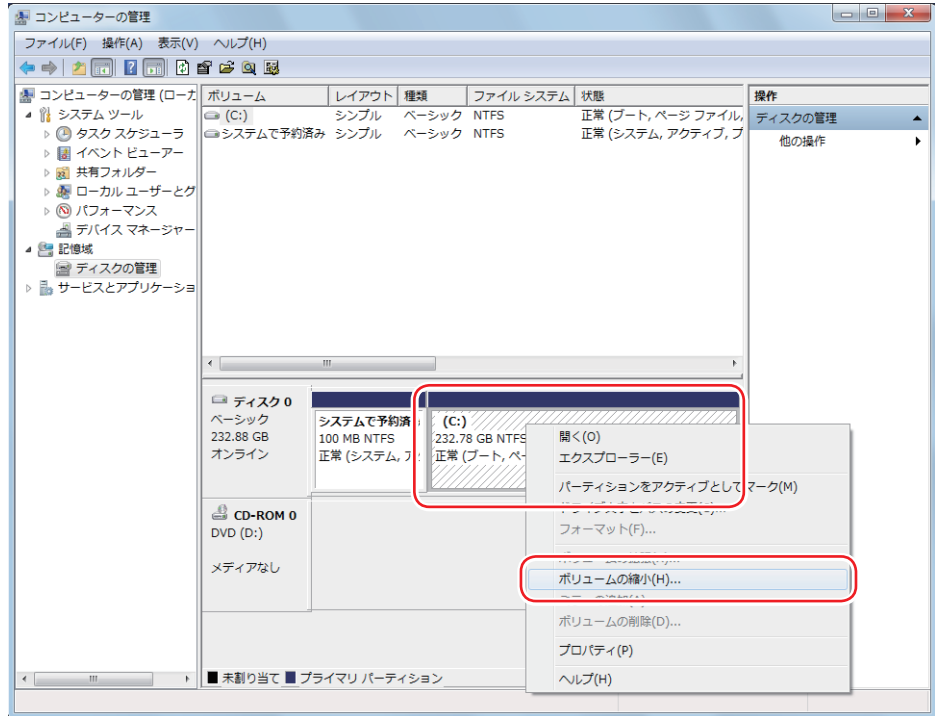 コンピューターの管理
ファイル(F) 操作(A) 表示(V) ヘルプ(H)
コンピューターの管理 (ローカ
システム ツール
タスク スケジューラ
イベント ビューアー
共有フォルダー
ローカル ユーザーとグ
パフォーマンス
デバイス マネージャー
記憶域
ディスクの管理
サービスとアプリケーショ
ボリューム レイアウト 種類 ファイル システム 状態
(C:) シンプル ベーシック NTFS 正常 (ブート, ページ ファイル,
システムで予約済み シンプル ベーシック NTFS 正常 (システム, アクティブ, プ
操作
ディスクの管理
他の操作
ディスク 0
ベーシック
232.88 GB
オンライン
システムで予約済
100 MB NTFS
正常 (システム,
(C:)
232.78 GB NTFS
正常 (ブート, ペー
CD-ROM 0
DVD (D:)
メディアなし
開く(O)
エクスプローラー(E)
パーティションをアクティブとしてマーク(M)
フォーマット(F)...
ボリュームの縮小(H)...
ボリュームの削除(D)...
プロパティ(P)
ヘルプ(H)
未割り当て プライマリ パーティション